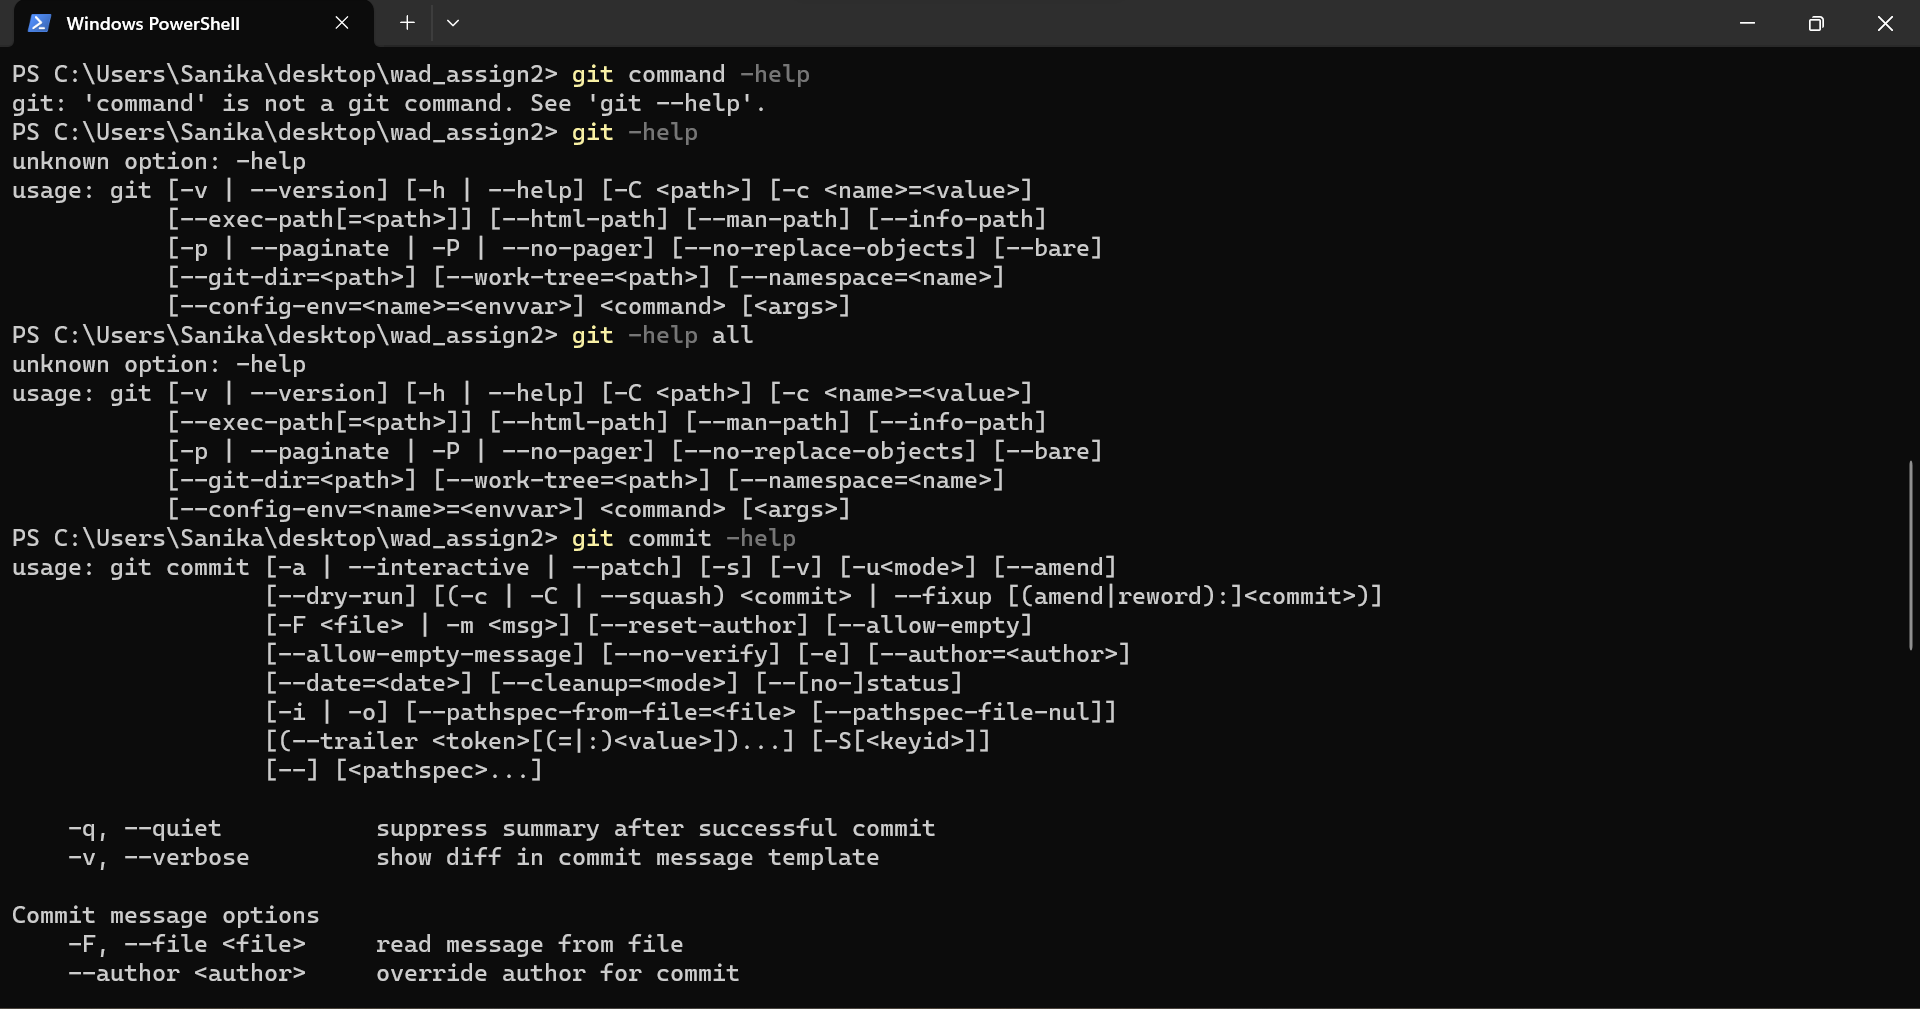 Windows PowerShell
PS C:\Users\Sanika\desktop\wad_assign2> git command -help
git: 'command' is not a git command. See 'git --help'.
PS C:\Users\Sanika\desktop\wad_assign2> git -help
unknown option: -help
usage: git [-v | --version] [-h | --help] [-C <path>] [-c <name>=<value>]
           [--exec-path[=<path>]] [--html-path] [--man-path] [--info-path]
           [-p | --paginate | -P | --no-pager] [--no-replace-objects] [--bare]
           [--git-dir=<path>] [--work-tree=<path>] [--namespace=<name>]
           [--config-env=<name>=<envvar>] <command> [<args>]
PS C:\Users\Sanika\desktop\wad_assign2> git -help all
unknown option: -help
usage: git [-v | --version] [-h | --help] [-C <path>] [-c <name>=<value>]
           [--exec-path[=<path>]] [--html-path] [--man-path] [--info-path]
           [-p | --paginate | -P | --no-pager] [--no-replace-objects] [--bare]
           [--git-dir=<path>] [--work-tree=<path>] [--namespace=<name>]
           [--config-env=<name>=<envvar>] <command> [<args>]
PS C:\Users\Sanika\desktop\wad_assign2> git commit -help
usage: git commit [-a | --interactive | --patch] [-s] [-v] [-u<mode>] [--amend]
                  [--dry-run] [(-c | -C | --squash) <commit> | --fixup [(amend|reword):]<commit>)]
                  [-F <file> | -m <msg>] [--reset-author] [--allow-empty]
                  [--allow-empty-message] [--no-verify] [-e] [--author=<author>]
                  [--date=<date>] [--cleanup=<mode>] [--[no-]status]
                  [-i | -o] [--pathspec-from-file=<file> [--pathspec-file-nul]]
                  [(--trailer <token>[(=|:)<value>])...] [-S[<keyid>]]
                  [--] [<pathspec>...]

    -q, --quiet           suppress summary after successful commit
    -v, --verbose         show diff in commit message template

Commit message options
    -F, --file <file>     read message from file
    --author <author>     override author for commit